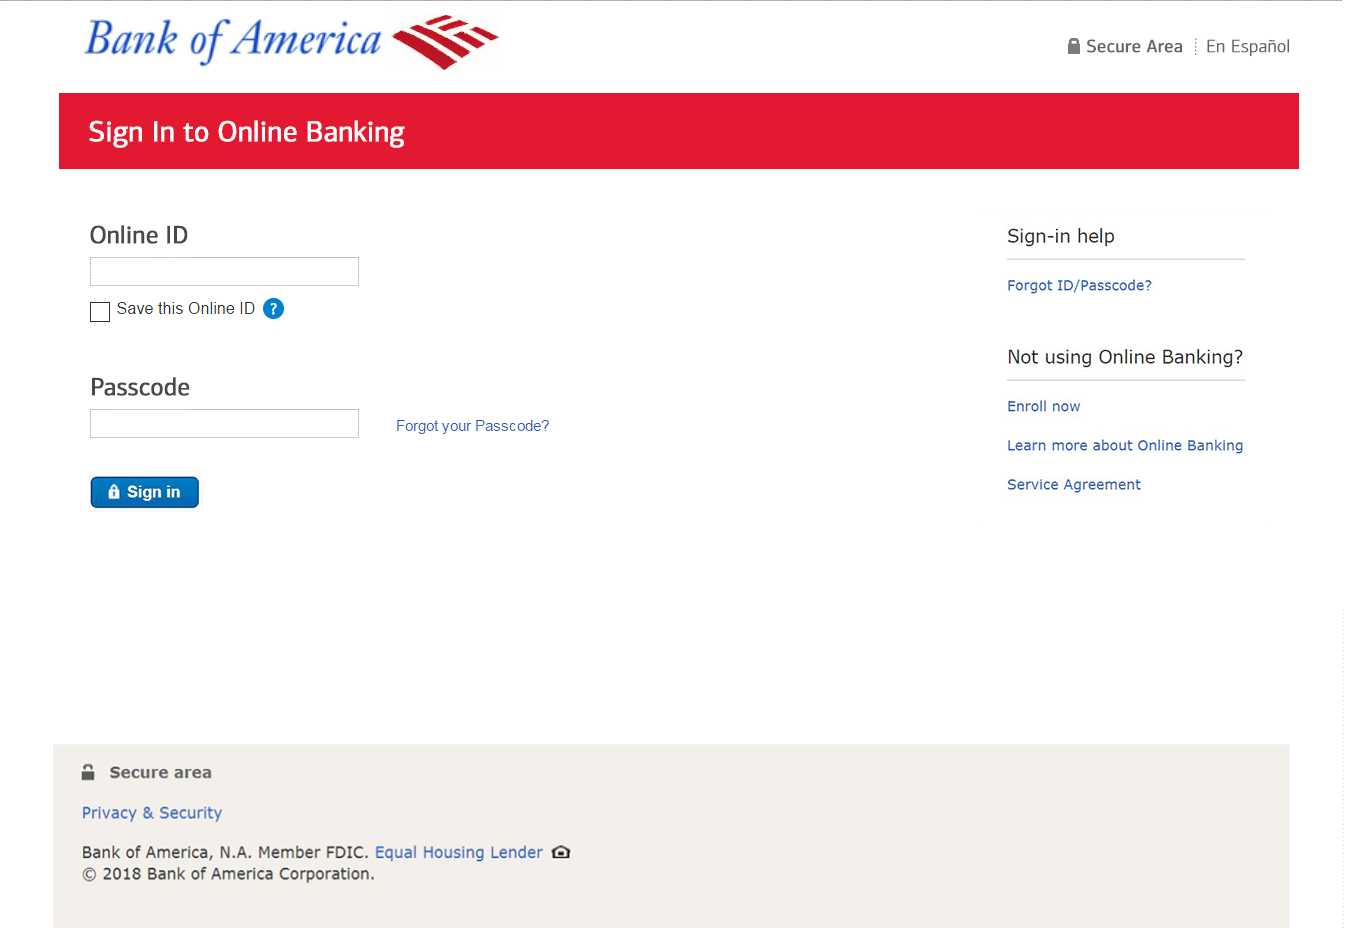 Bank of America
Secure Area
En Español
Sign In to Online Banking
Online ID
Save this Online ID ?
Passcode
Forgot your Passcode?
Sign in
Sign-in help
Forgot ID/Passcode?
Not using Online Banking?
Enroll now
Learn more about Online Banking
Service Agreement
Secure area
Privacy & Security
Bank of America, N.A. Member FDIC. Equal Housing Lender
© 2018 Bank of America Corporation.